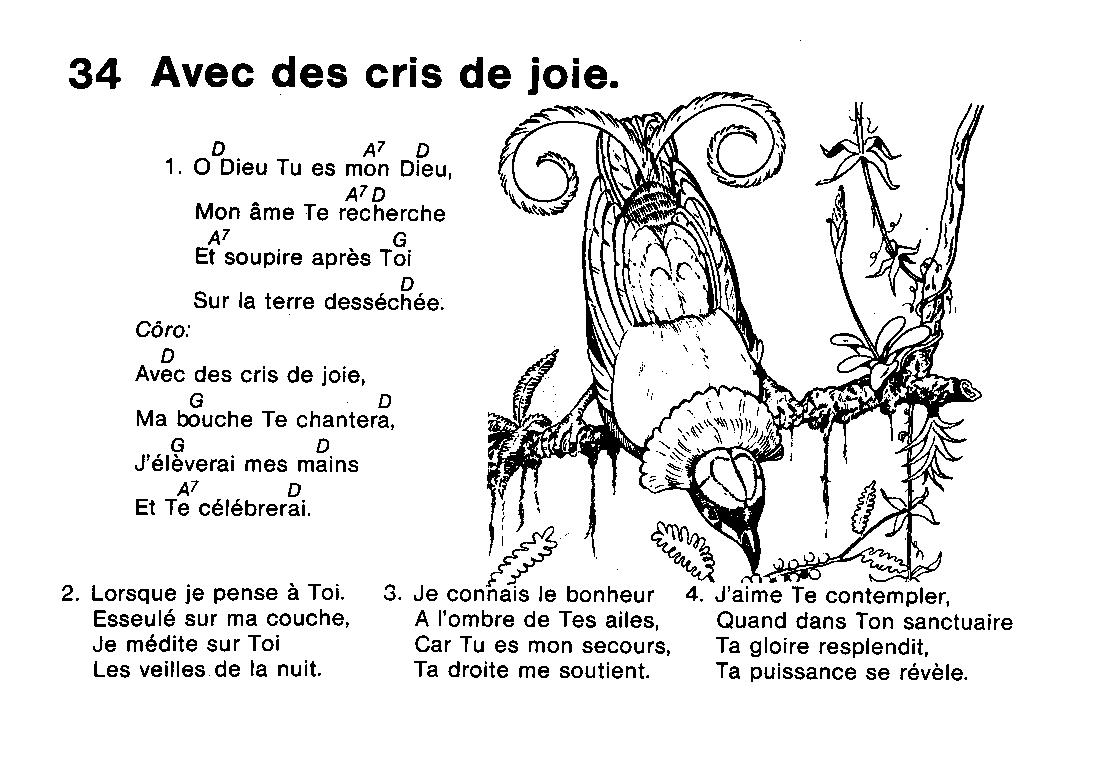 34 Avec des cris de joie.
D A7 D
1. O Dieu Tu es mon Dieu,
A7 D
Mon âme Te recherche
A7 G
Et soupire après Toi
D
Sur la terre desséchée.
Côro:
D
Avec des cris de joie,
G D
Ma bouche Te chantera,
G D
J'élèverai mes mains
A7 D
Et Te célébrerai.
2. Lorsque je pense à Toi.
Esseulé sur ma couche,
Je médite sur Toi
Les veilles de la nuit.
3. Je connais le bonheur
A l'ombre de Tes ailes,
Car Tu es mon secours,
Ta droite me soutient.
4. J'aime Te contempler,
Quand dans Ton sanctuaire
Ta gloire resplendit,
Ta puissance se révèle.